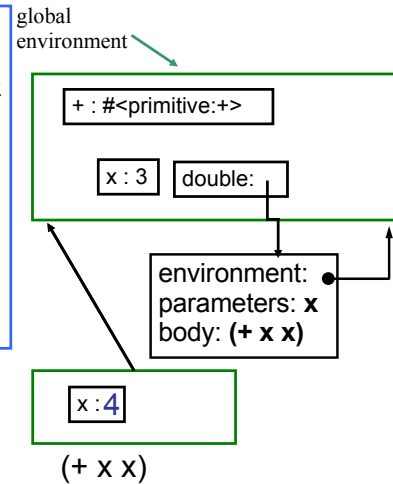 global
environment
+ : #<primitive:+>
x : 3
double:
environment:
parameters: x
body: (+ x x)
x : 4
(+ x x)